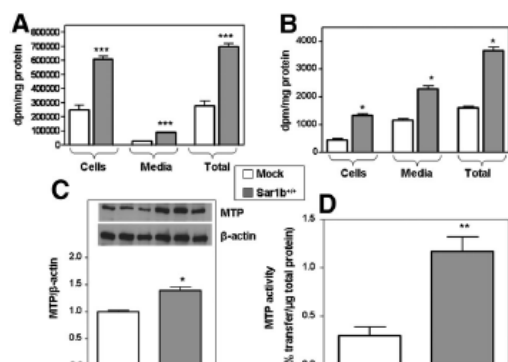 A
dpm/mg protein
800000
700000
600000
500000
400000
300000
200000
100000
0
***
***
***
Cells
Media
Total
B
dpm/mg protein
4000
3000
2000
1000
0
*
*
*
Cells
Media
Total
Mock
Sar1b+/+
C
MTP
β-actin
MTP/β-actin
2.0
1.5
1.0
0.5
*
D
MTP activity
% transfer/µg total protein)
1.5
1.0
0.5
**